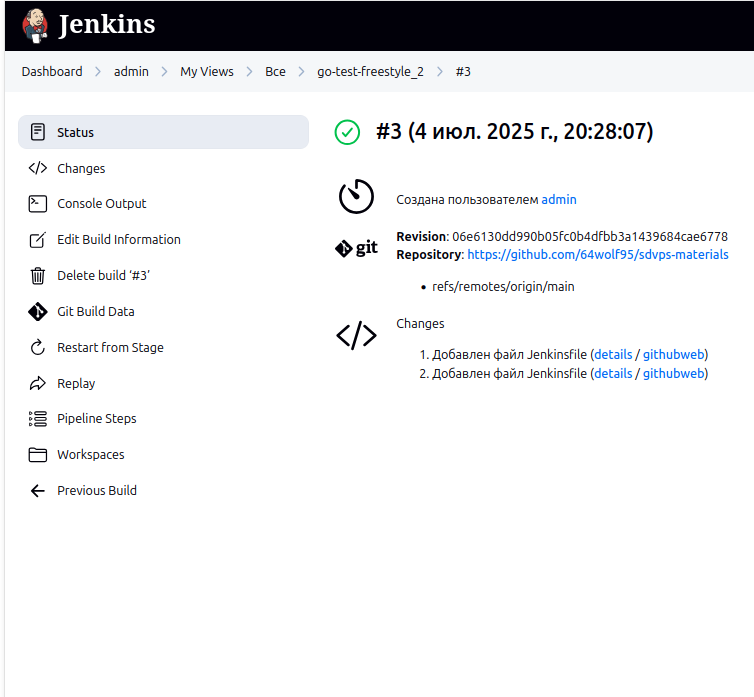 Jenkins
Dashboard > admin > My Views > Все > go-test-freestyle_2 > #3
Status
Changes
Console Output
Edit Build Information
Delete build ‘#3’
Git Build Data
Restart from Stage
Replay
Pipeline Steps
Workspaces
Previous Build
#3 (4 июл. 2025 г., 20:28:07)
Создана пользователем admin
git
Revision: 06e6130dd990b05fc0b4dfbb3a1439684cae6778
Repository: https://github.com/64wolf95/sdvps-materials
• refs/remotes/origin/main
Changes
1. Добавлен файл Jenkinsfile (details / githubweb)
2. Добавлен файл Jenkinsfile (details / githubweb)